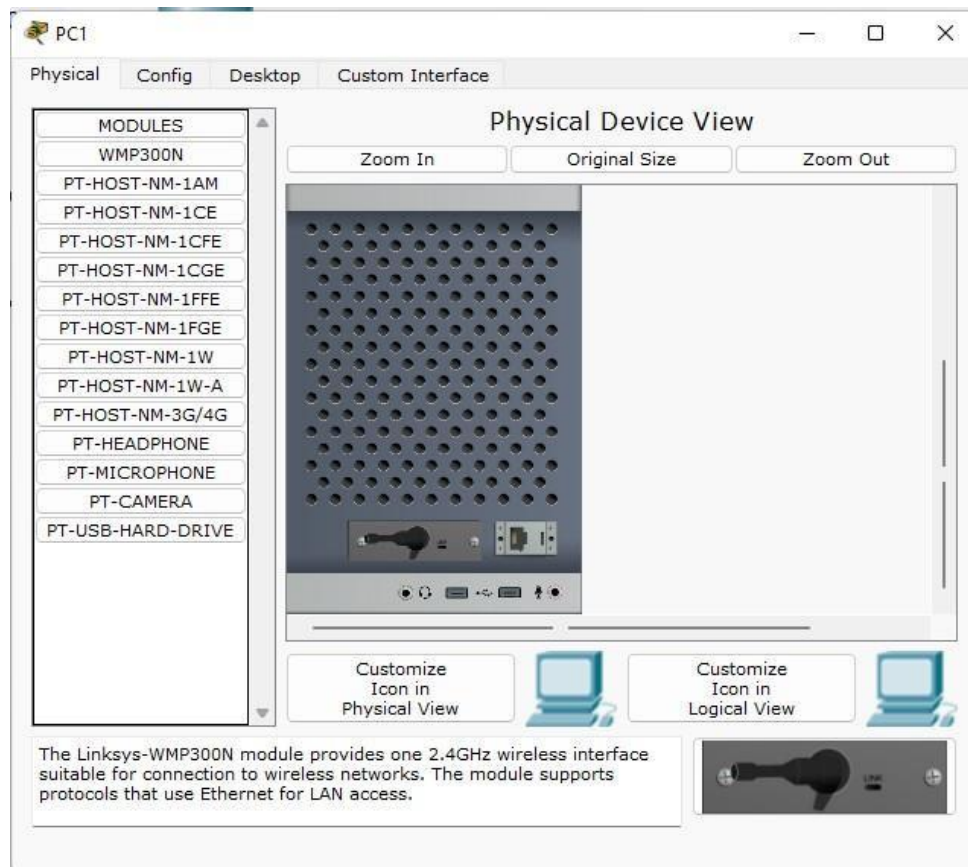 PC1
Physical Config Desktop Custom Interface
MODULES
WMP300N
PT-HOST-NM-1AM
PT-HOST-NM-1CE
PT-HOST-NM-1CFE
PT-HOST-NM-1CGE
PT-HOST-NM-1FFE
PT-HOST-NM-1FGE
PT-HOST-NM-1W
PT-HOST-NM-1W-A
PT-HOST-NM-3G/4G
PT-HEADPHONE
PT-MICROPHONE
PT-CAMERA
PT-USB-HARD-DRIVE
Physical Device View
Zoom In Original Size Zoom Out
Customize
Icon in
Physical View
Customize
Icon in
Logical View
The Linksys-WMP300N module provides one 2.4GHz wireless interface
suitable for connection to wireless networks. The module supports
protocols that use Ethernet for LAN access.
LINK